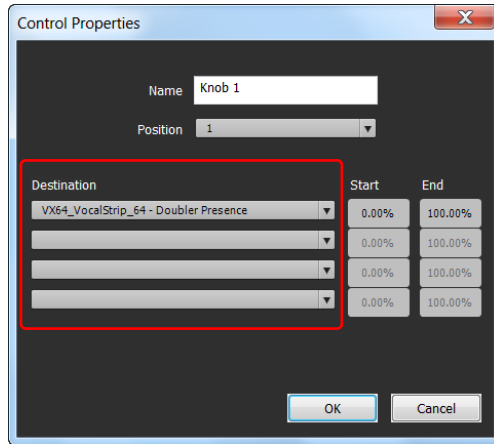 Control Properties
Name Knob 1
Position 1
Destination Start End
VX64_VocalStrip_64 - Doubler Presence 0.00% 100.00%
0.00% 100.00%
0.00% 100.00%
0.00% 100.00%
OK Cancel